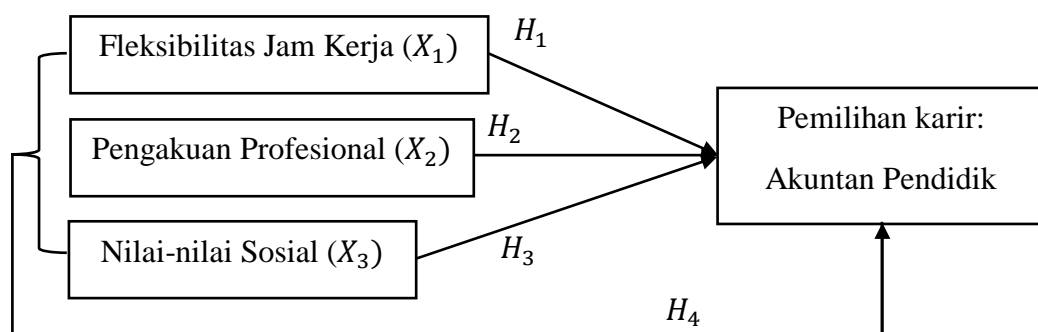 Fleksibilitas Jam Kerja (𝑋₁)
𝐻₁
Pengakuan Profesional (𝑋₂)
𝐻₂
Nilai-nilai Sosial (𝑋₃)
𝐻₃
Pemilihan karir:
Akuntan Pendidik
𝐻₄